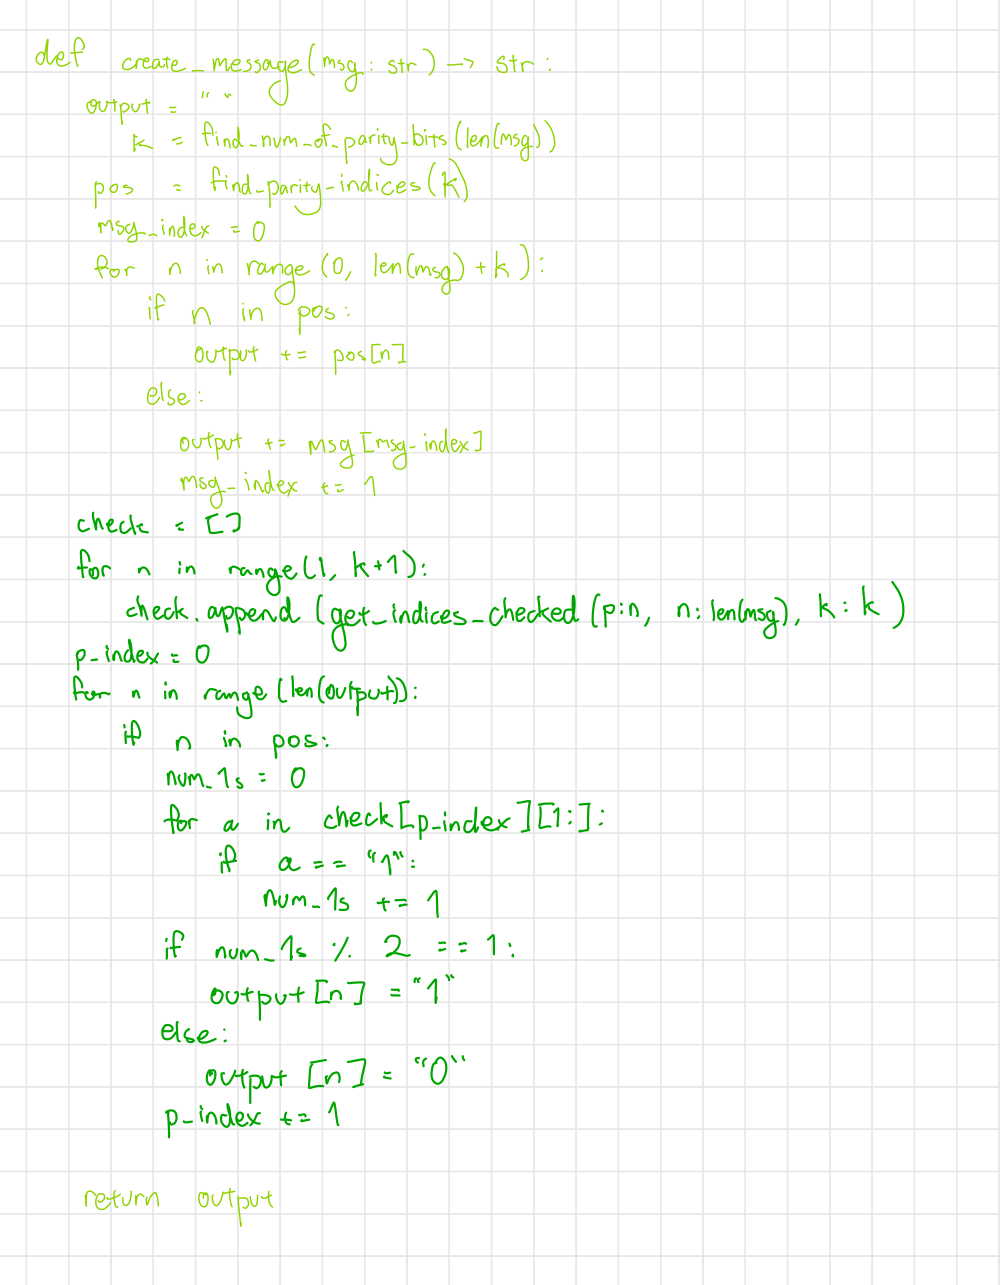 def create_message(msg: str) -> str:
output = " "
k = find_num_of_parity_bits(len(msg))
pos = find_parity_indices(k)
msg_index = 0
for n in range (0, len(msg) + k ):
if n in pos:
output += pos[n]
else:
output += msg[msg_index]
msg_index += 1
check = []
for n in range(1, k+1):
check.append (get_indices_checked (p:n, n:len(msg), k:k )
p_index = 0
for n in range (len(output)):
if n in pos:
num_1s = 0
for a in check[p_index][1:]:
if a == "1":
num_1s += 1
if num_1s % 2 == 1:
output[n] = "1"
else:
output [n] = "0"
p_index += 1
return output